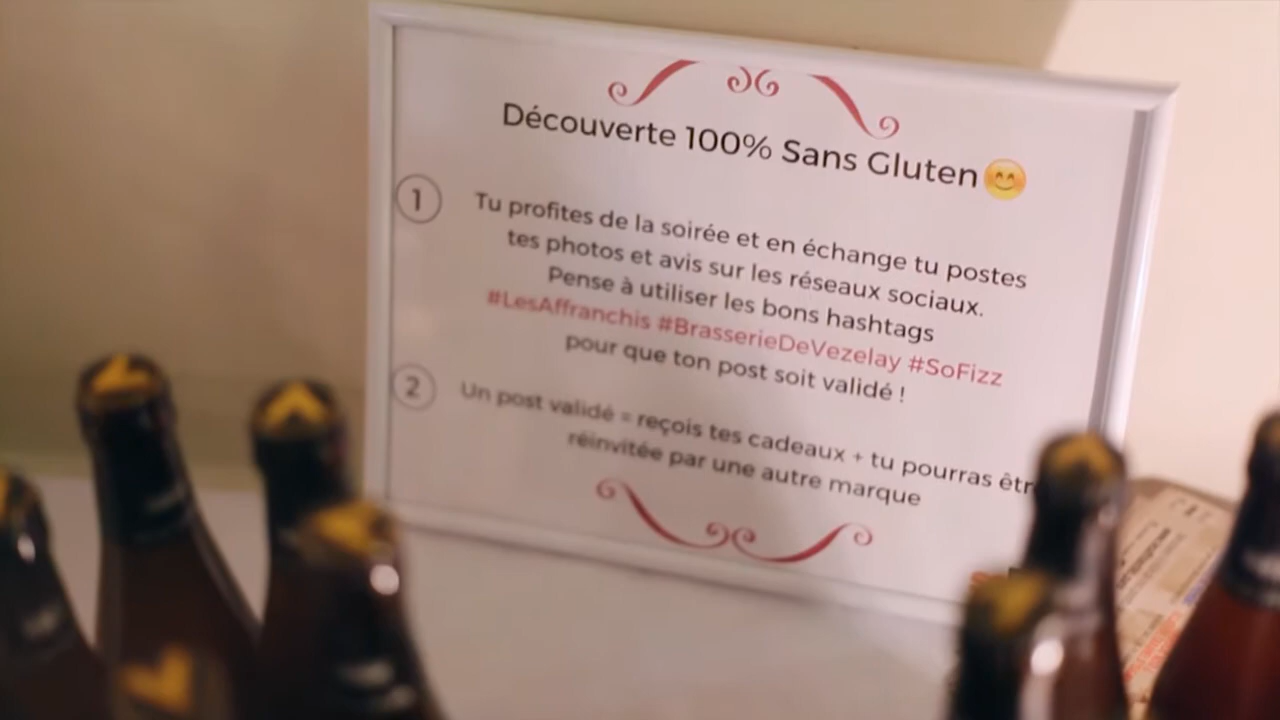 Découverte 100% Sans Gluten 😊
1 Tu profites de la soirée et en échange tu postes
tes photos et avis sur les réseaux sociaux.
Pense à utiliser les bons hashtags
#LesAffranchis #BrasserieDeVezelay #SoFizz
pour que ton post soit validé !
2 Un post validé = reçois tes cadeaux + tu pourras êtr
réinvitée par une autre marque